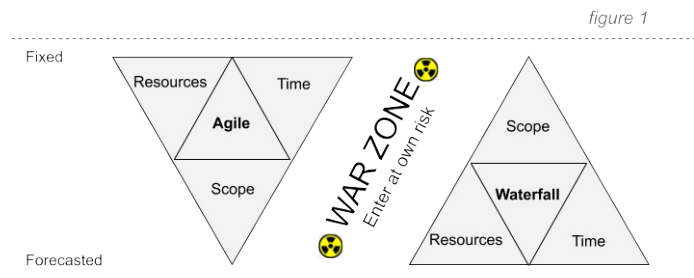 figure 1
Fixed
Resources
Time
Agile
Scope
WAR ZONE
Enter at own risk
Scope
Waterfall
Resources
Time
Forecasted